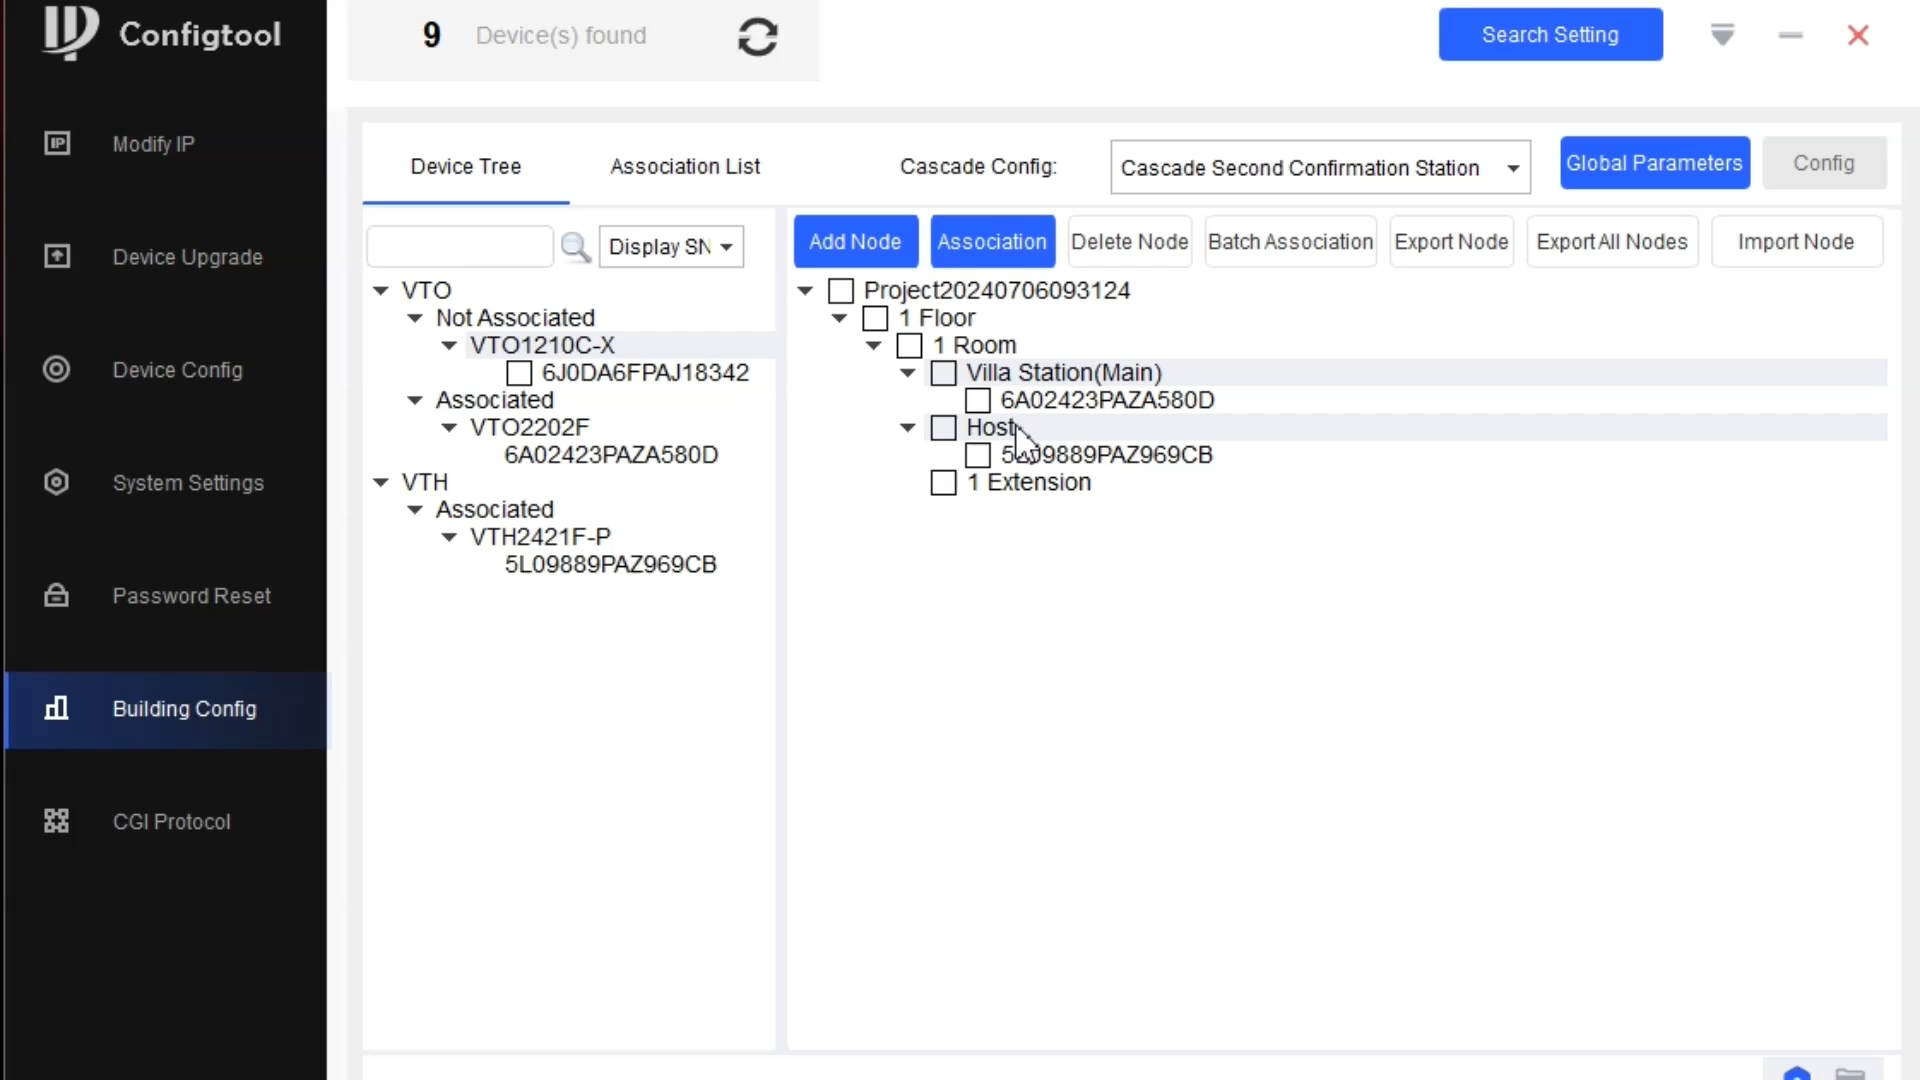 Configtool
9 Device(s) found
Search Setting
Modify IP
Device Upgrade
Device Config
System Settings
Password Reset
Building Config
CGI Protocol
Device Tree
Association List
Cascade Config:
Cascade Second Confirmation Station
Global Parameters
Config
Display SN
Add Node
Association
Delete Node
Batch Association
Export Node
Export All Nodes
Import Node
VTO
Not Associated
VTO1210C-X
6J0DA6FPAJ18342
Associated
VTO2202F
6A02423PAZA580D
VTH
Associated
VTH2421F-P
5L09889PAZ969CB
Project20240706093124
1 Floor
1 Room
Villa Station(Main)
6A02423PAZA580D
Host
5L09889PAZ969CB
1 Extension